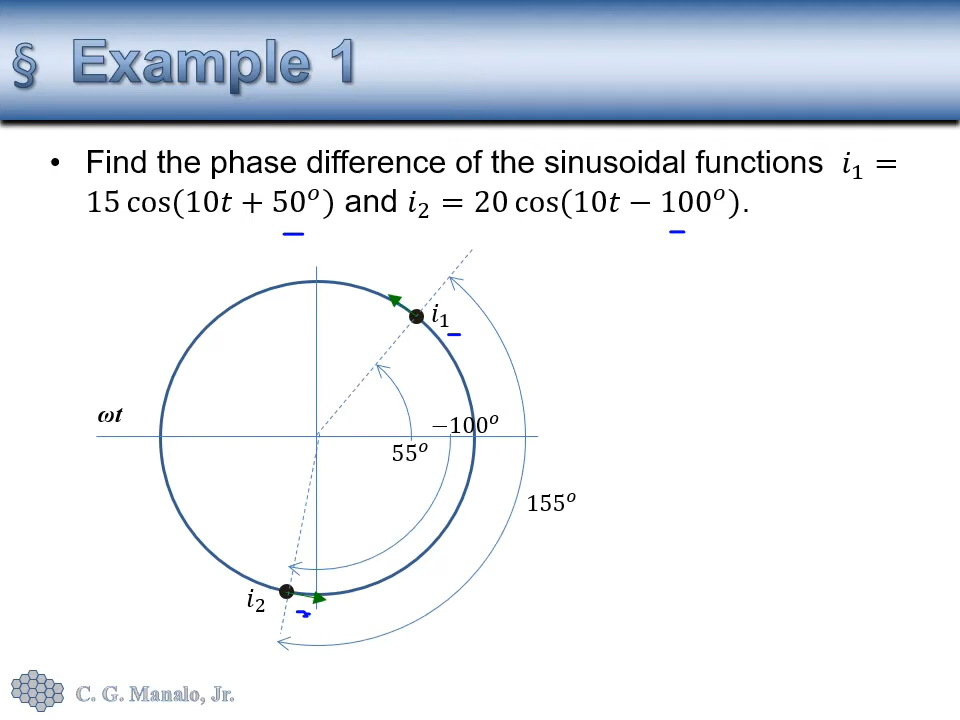 § Example 1
• Find the phase difference of the sinusoidal functions i₁ =
15 cos(10t + 50°) and i₂ = 20 cos(10t − 100°).
i₁
ωt
−100°
55°
155°
i₂
C. G. Manalo, Jr.